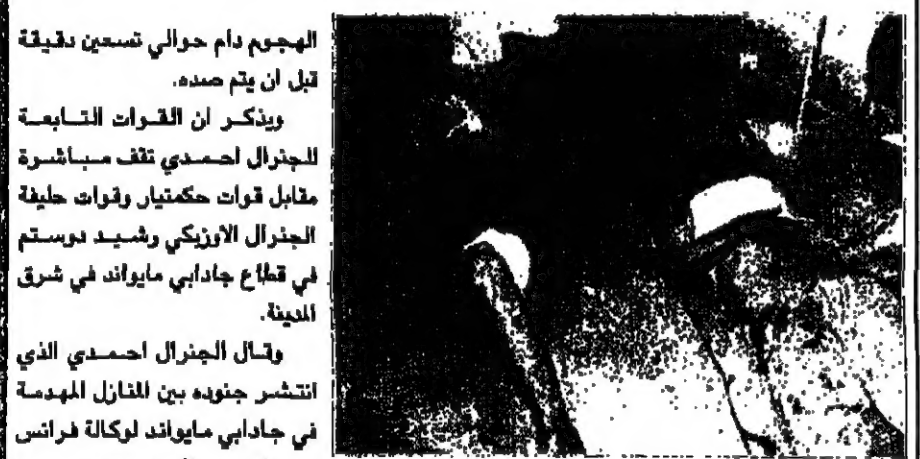 الهجوم دام حوالي تسعين دقيقة
قبل ان يتم صده.
ويذكر ان القوات التابعة
للجنرال احمدي تقف مباشرة
مقابل قوات حكمتيار وقوات حليفة
الجنرال الاوزبكي رشيد دوستم
في قطاع جادابي مايواند في شرق
المدينة.
وقال الجنرال احمدي الذي
انتشر جنوده بين المنازل المهدمة
في جادابي مايواند لوكالة فرانس